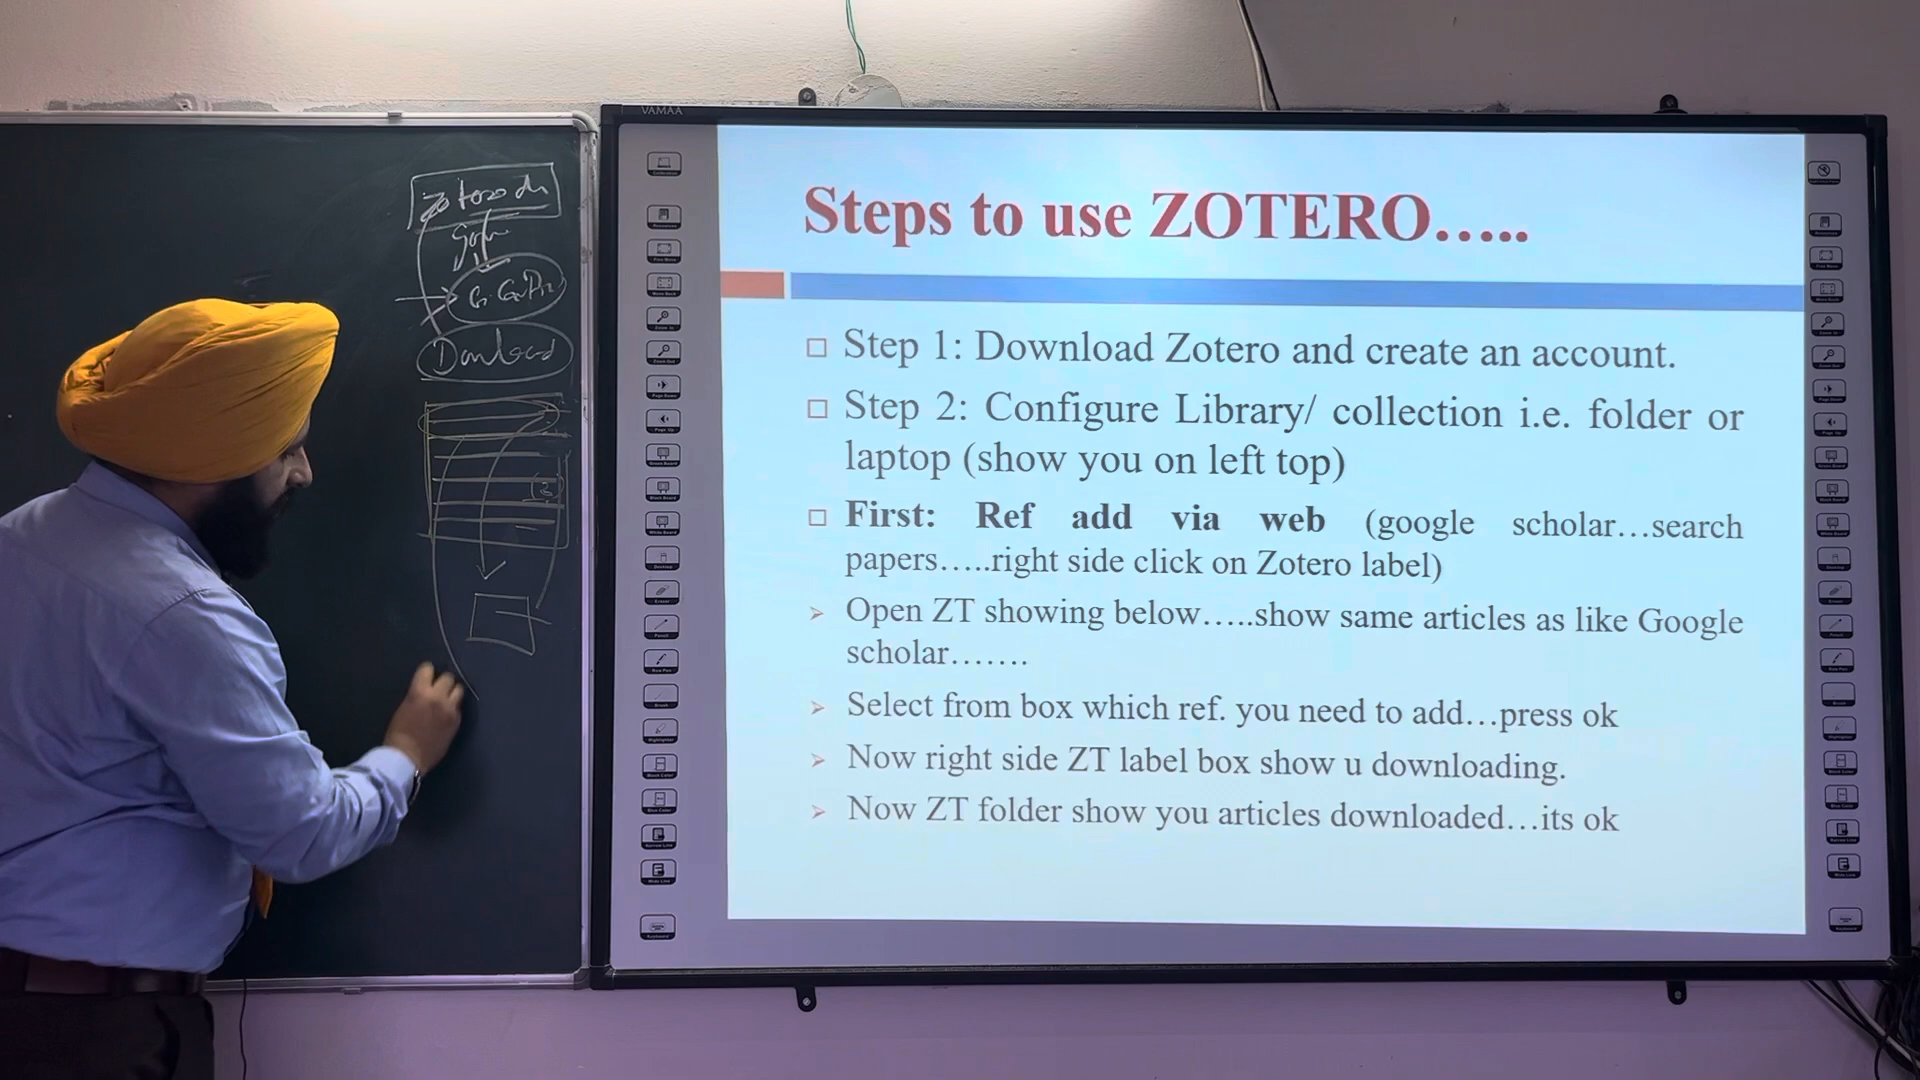 VAMAA
Download
Steps to use ZOTERO…..
Step 1: Download Zotero and create an account.
Step 2: Configure Library/ collection i.e. folder or
laptop (show you on left top)
First: Ref add via web (google scholar…search
papers…..right side click on Zotero label)
Open ZT showing below…..show same articles as like Google
scholar…….
Select from box which ref. you need to add…press ok
Now right side ZT label box show u downloading.
Now ZT folder show you articles downloaded…its ok